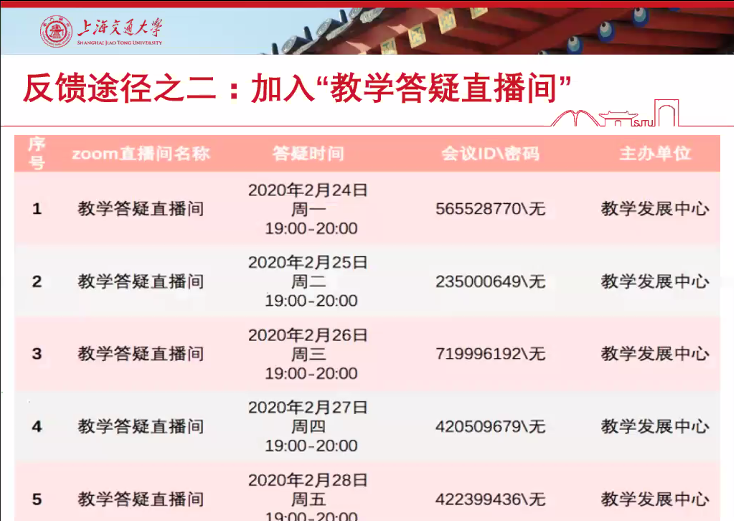 上海交通大学
SHANGHAI JIAO TONG UNIVERSITY
反馈途径之二：加入“教学答疑直播间”
SJTU
序号 zoom直播间名称 答疑时间 会议ID\密码 主办单位
1 教学答疑直播间 2020年2月24日 周一 19:00-20:00 565528770\无 教学发展中心
2 教学答疑直播间 2020年2月25日 周二 19:00-20:00 235000649\无 教学发展中心
3 教学答疑直播间 2020年2月26日 周三 19:00-20:00 719996192\无 教学发展中心
4 教学答疑直播间 2020年2月27日 周四 19:00-20:00 420509679\无 教学发展中心
5 教学答疑直播间 2020年2月28日 周五 19:00-20:00 422399436\无 教学发展中心